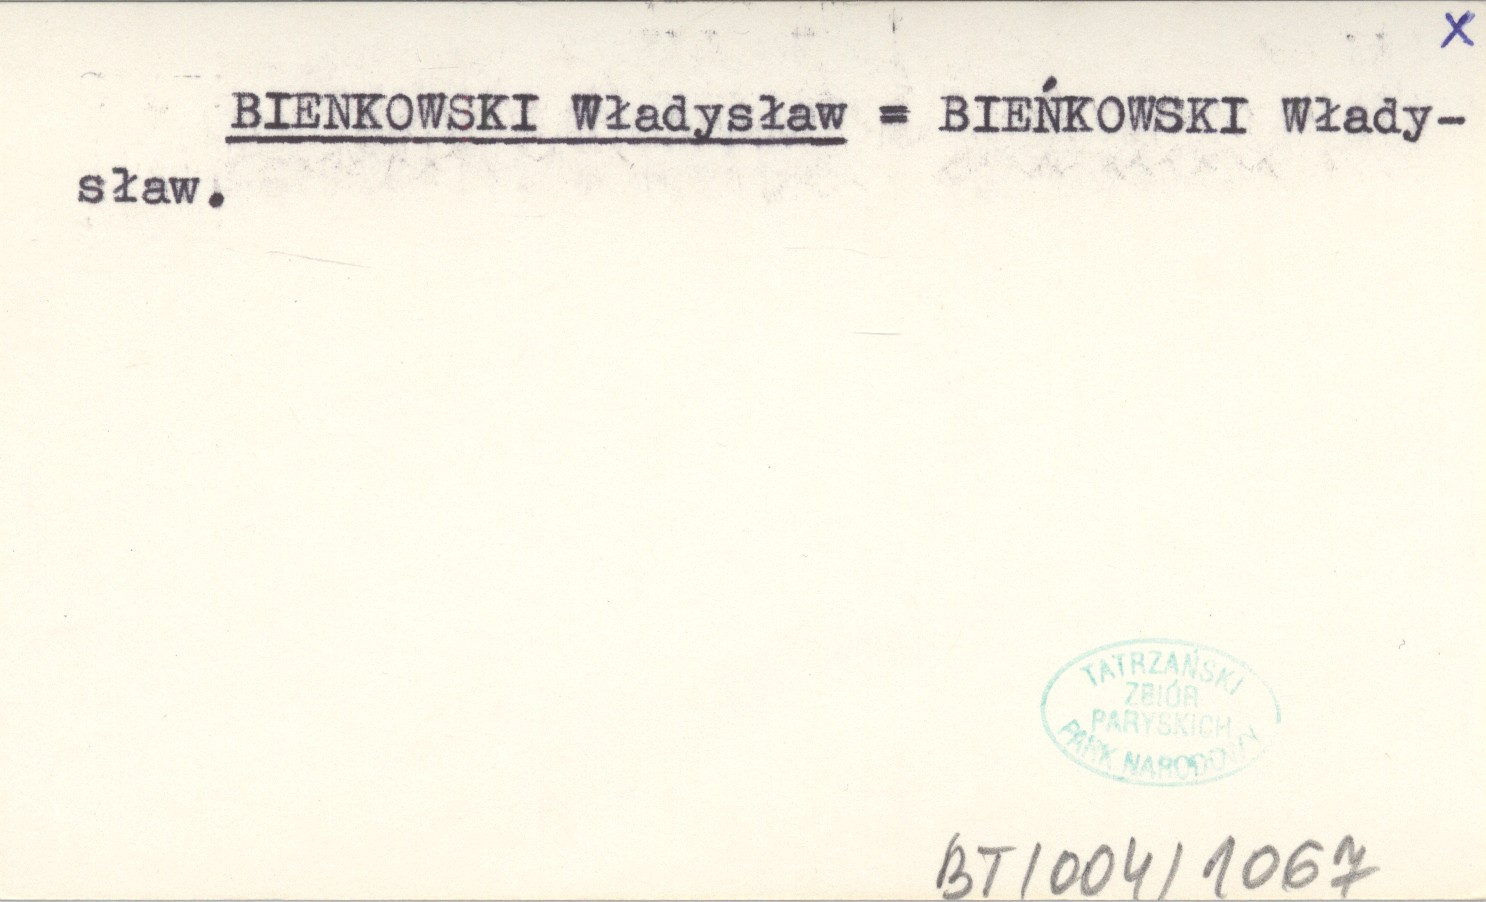 X
BIENKOWSKI Władysław = BIEŃKOWSKI Włady-
sław.
TATRZAŃSKI
ZBIÓR
PARYSKICH
PARK NARODOWY
BT/004/1067